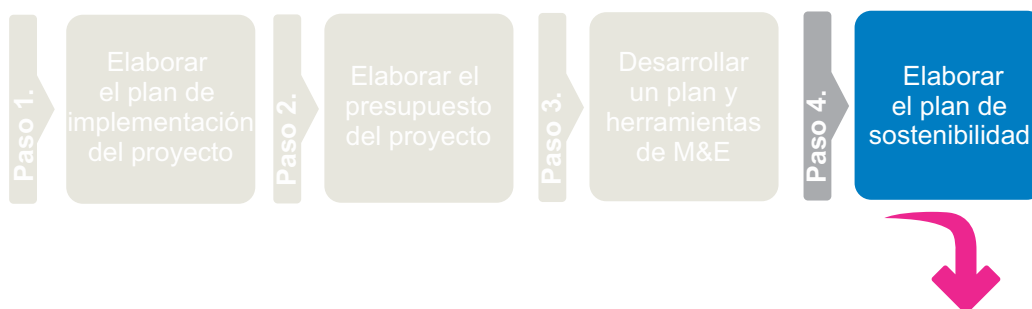 Paso 1.
Elaborar
el plan de
implementación
del proyecto
Paso 2.
Elaborar el
presupuesto
del proyecto
Paso 3.
Desarrollar
un plan y
herramientas
de M&E
Paso 4.
Elaborar
el plan de
sostenibilidad